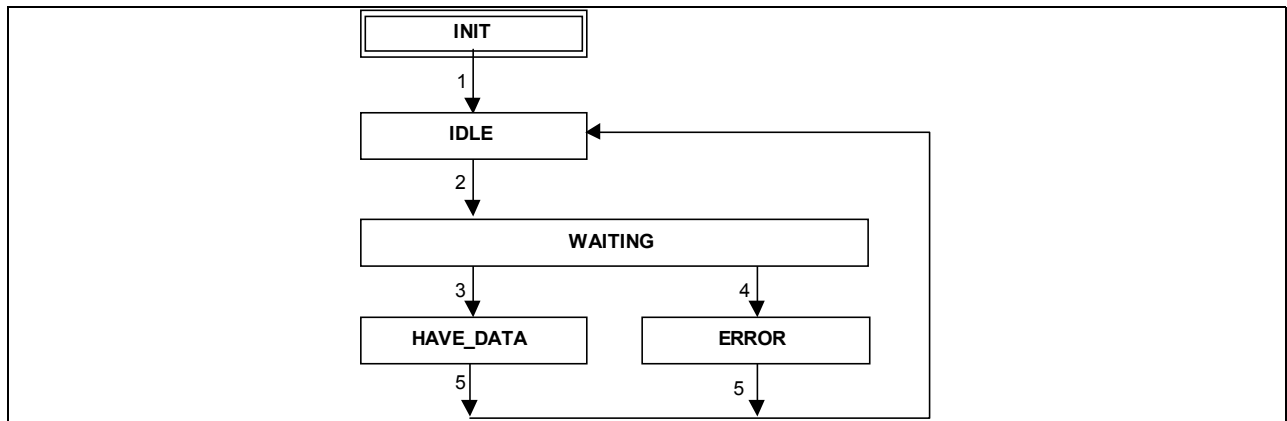 INIT
1
IDLE
2
WAITING
3 4
HAVE_DATA ERROR
5 5